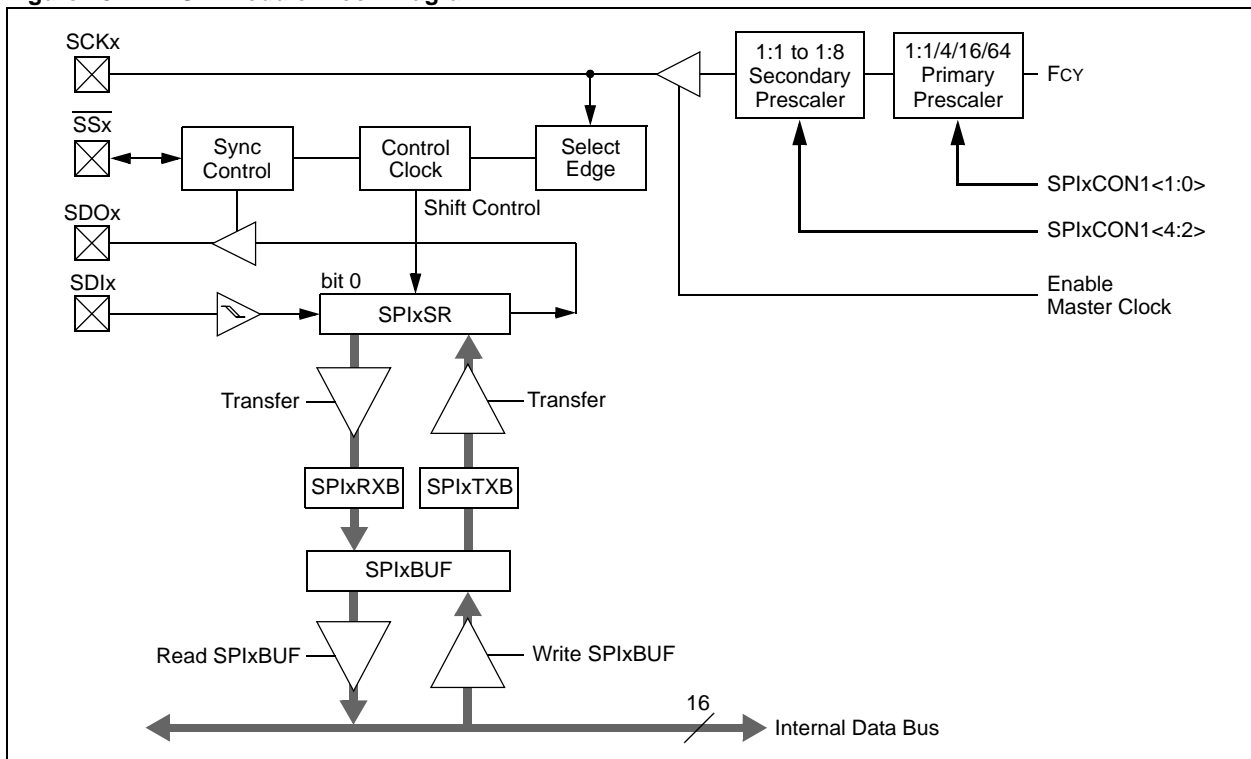 SCKx
SSx
SDOx
SDIx
Sync
Control
Control
Clock
Select
Edge
1:1 to 1:8
Secondary
Prescaler
1:1/4/16/64
Primary
Prescaler
FCY
SPIxCON1<1:0>
SPIxCON1<4:2>
Enable
Master Clock
Shift Control
bit 0
SPIxSR
Transfer
Transfer
SPIxRXB
SPIxTXB
SPIxBUF
Read SPIxBUF
Write SPIxBUF
16
Internal Data Bus